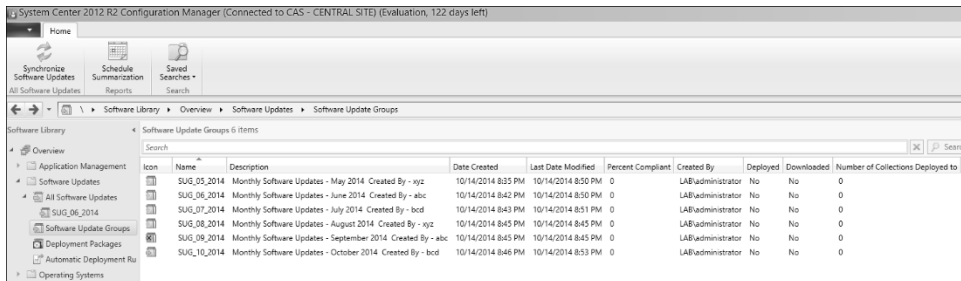 System Center 2012 R2 Configuration Manager (Connected to CAS - CENTRAL SITE) (Evaluation, 122 days left)
Home
Synchronize Software Updates
Schedule Summarization
Saved Searches
All Software Updates Reports Search
\ Software Library Overview Software Updates Software Update Groups
Software Library
Overview
Application Management
Software Updates
All Software Updates
SUG_06_2014
Software Update Groups
Deployment Packages
Automatic Deployment Ru
Operating Systems
Software Update Groups 6 items
Search
Sear
Icon Name Description Date Created Last Date Modified Percent Compliant Created By Deployed Downloaded Number of Collections Deployed to
SUG_05_2014 Monthly Software Updates - May 2014 Created By - xyz 10/14/2014 8:35 PM 10/14/2014 8:50 PM 0 LAB\administrator No No 0
SUG_06_2014 Monthly Software Updates - June 2014 Created By - abc 10/14/2014 8:42 PM 10/14/2014 8:50 PM 0 LAB\administrator No No 0
SUG_07_2014 Monthly Software Updates - July 2014 Created By - bcd 10/14/2014 8:43 PM 10/14/2014 8:51 PM 0 LAB\administrator No No 0
SUG_08_2014 Monthly Software Updates - August 2014 Created By - xyz 10/14/2014 8:45 PM 10/14/2014 8:45 PM 0 LAB\administrator No No 0
SUG_09_2014 Monthly Software Updates - September 2014 Created By - abc 10/14/2014 8:45 PM 10/14/2014 8:45 PM 0 LAB\administrator No No 0
SUG_10_2014 Monthly Software Updates - October 2014 Created By - bcd 10/14/2014 8:46 PM 10/14/2014 8:53 PM 0 LAB\administrator No No 0